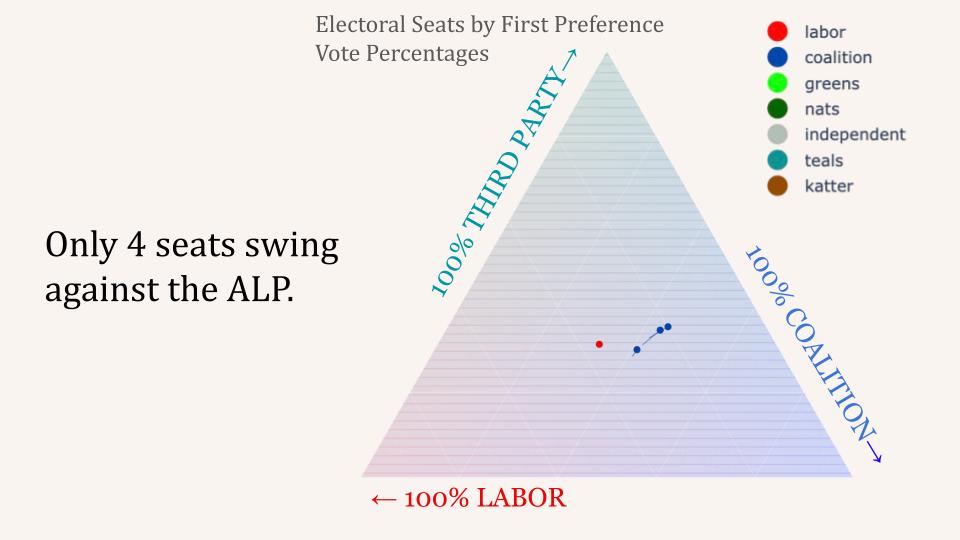 Electoral Seats by First Preference
Vote Percentages
labor
coalition
greens
nats
independent
teals
katter
100% THIRD PARTY→
Only 4 seats swing
against the ALP.
100% COALITION→
← 100% LABOR